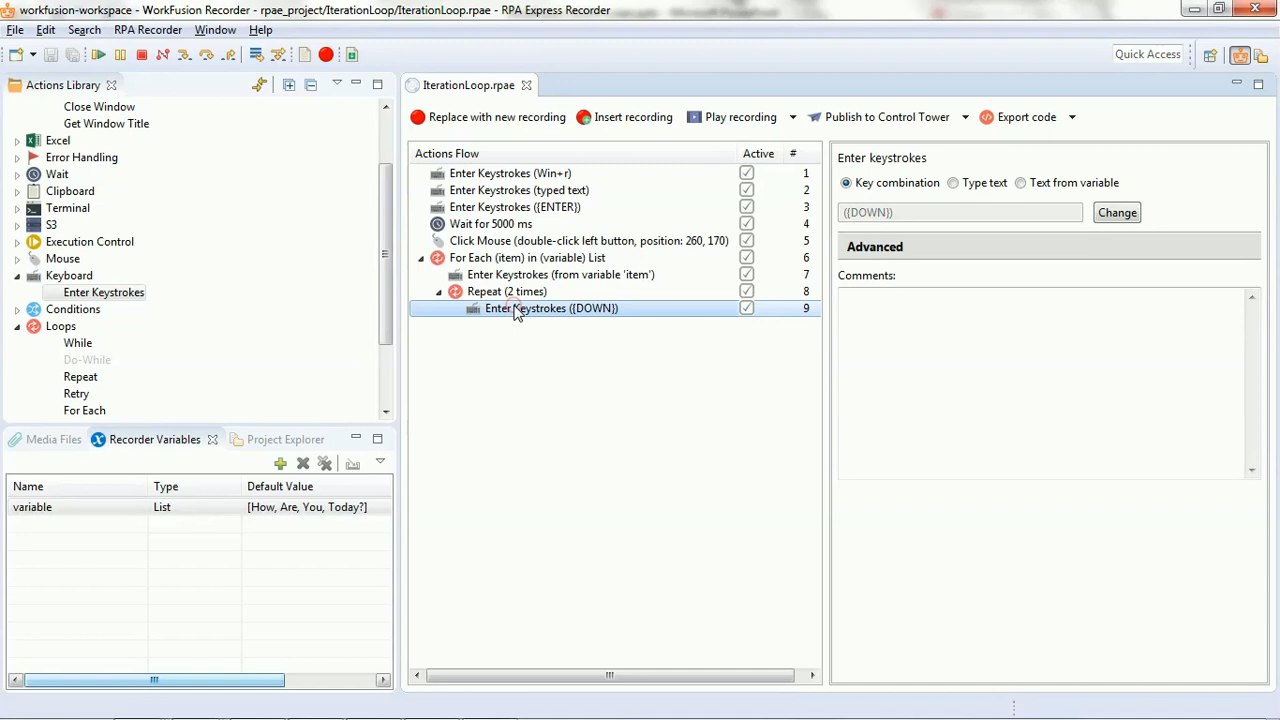 workfusion-workspace - WorkFusion Recorder - rpae_project/IterationLoop/IterationLoop.rpae - RPA Express Recorder
File Edit Search RPA Recorder Window Help
Quick Access
Actions Library
Close Window
Get Window Title
Excel
Error Handling
Wait
Clipboard
Terminal
S3
Execution Control
Mouse
Keyboard
Enter Keystrokes
Conditions
Loops
While
Do-While
Repeat
Retry
For Each
Media Files Recorder Variables Project Explorer
Name Type Default Value
variable List [How, Are, You, Today?]
IterationLoop.rpae
Replace with new recording Insert recording Play recording Publish to Control Tower Export code
Actions Flow Active #
Enter Keystrokes (Win+r) 1
Enter Keystrokes (typed text) 2
Enter Keystrokes ({ENTER}) 3
Wait for 5000 ms 4
Click Mouse (double-click left button, position: 260, 170) 5
For Each (item) in (variable) List 6
Enter Keystrokes (from variable 'item') 7
Repeat (2 times) 8
Enter Keystrokes ({DOWN}) 9
Enter keystrokes
Key combination Type text Text from variable
({DOWN}) Change
Advanced
Comments: